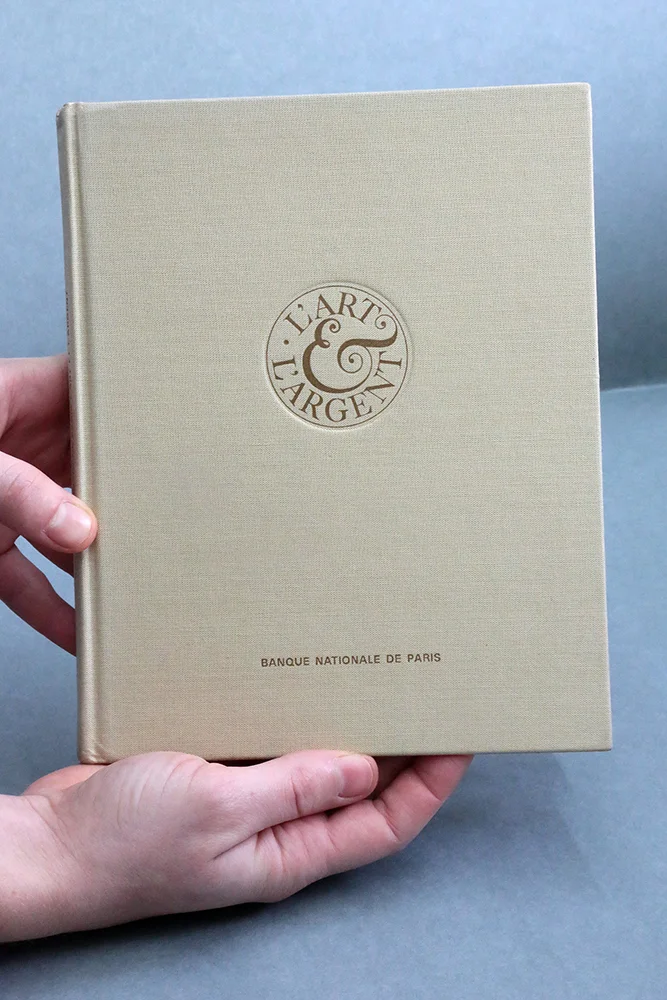 L'ART
&
L'ARGENT
BANQUE NATIONALE DE PARIS